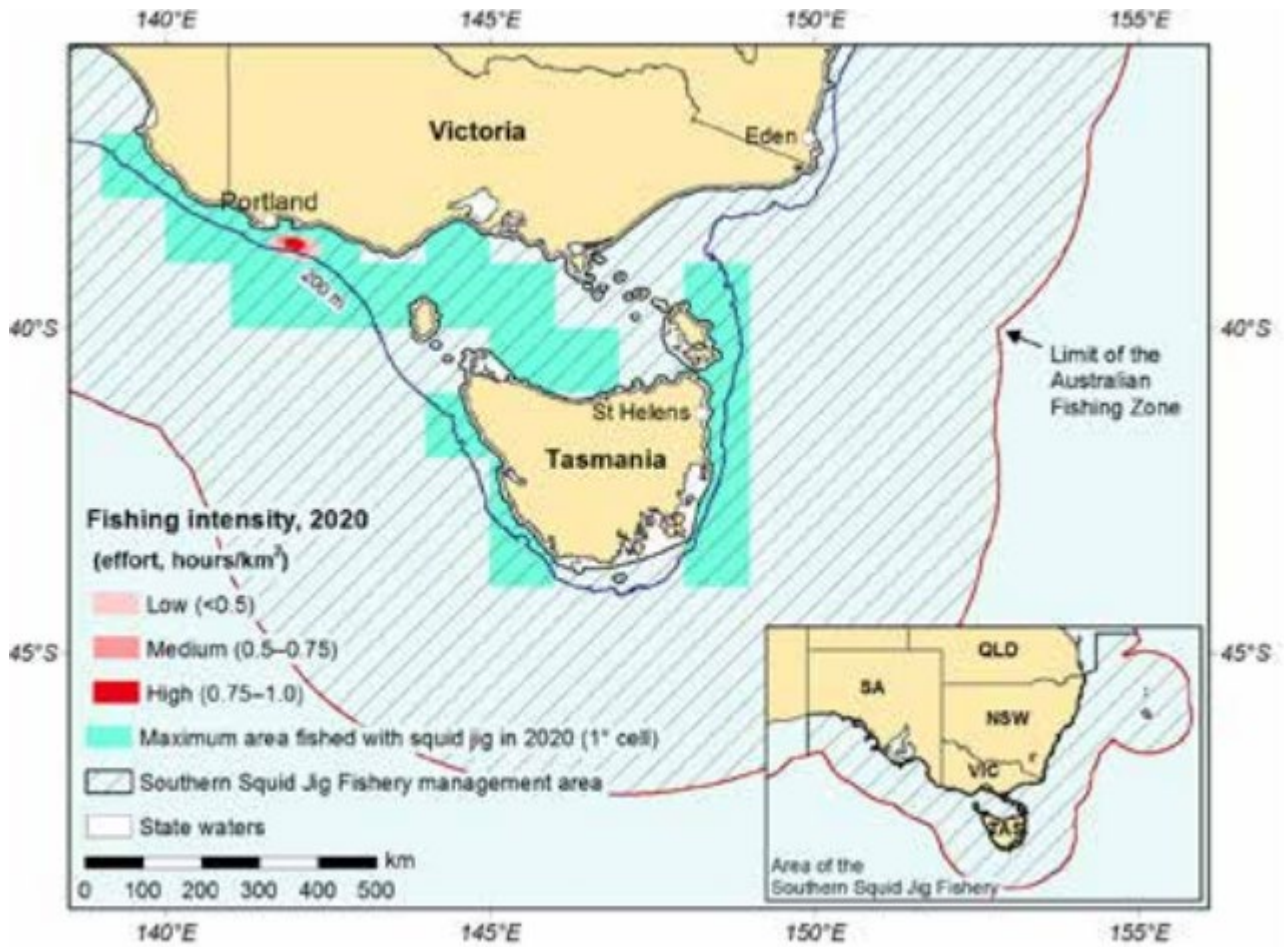 140°E 145°E 150°E 155°E
Victoria
Eden
Portland
200 m
40°S 40°S
Limit of the
Australian
Fishing Zone
St Helens
Tasmania
Fishing intensity, 2020
(effort, hours/km²)
Low (<0.5)
Medium (0.5–0.75)
High (0.75–1.0)
Maximum area fished with squid jig in 2020 (1° cell)
Southern Squid Jig Fishery management area
State waters
km
0 100 200 300 400 500
45°S 45°S
QLD
SA
NSW
VIC
TAS
Area of the
Southern Squid Jig Fishery
140°E 145°E 150°E 155°E